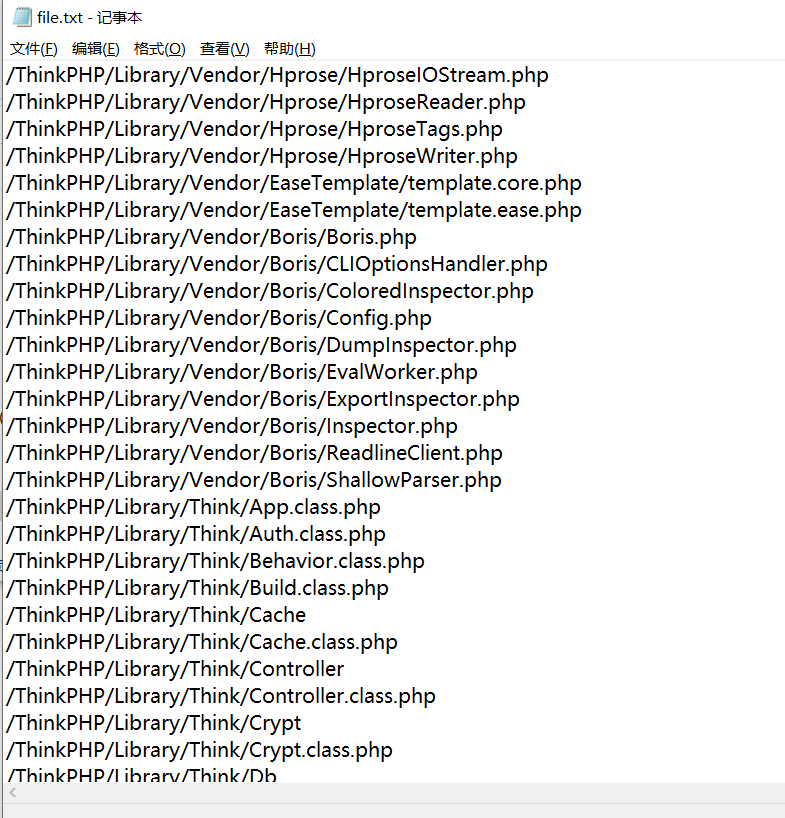 file.txt - 记事本
文件(F) 编辑(E) 格式(O) 查看(V) 帮助(H)
/ThinkPHP/Library/Vendor/Hprose/HproseIOStream.php
/ThinkPHP/Library/Vendor/Hprose/HproseReader.php
/ThinkPHP/Library/Vendor/Hprose/HproseTags.php
/ThinkPHP/Library/Vendor/Hprose/HproseWriter.php
/ThinkPHP/Library/Vendor/EaseTemplate/template.core.php
/ThinkPHP/Library/Vendor/EaseTemplate/template.ease.php
/ThinkPHP/Library/Vendor/Boris/Boris.php
/ThinkPHP/Library/Vendor/Boris/CLIOptionsHandler.php
/ThinkPHP/Library/Vendor/Boris/ColoredInspector.php
/ThinkPHP/Library/Vendor/Boris/Config.php
/ThinkPHP/Library/Vendor/Boris/DumpInspector.php
/ThinkPHP/Library/Vendor/Boris/EvalWorker.php
/ThinkPHP/Library/Vendor/Boris/ExportInspector.php
/ThinkPHP/Library/Vendor/Boris/Inspector.php
/ThinkPHP/Library/Vendor/Boris/ReadlineClient.php
/ThinkPHP/Library/Vendor/Boris/ShallowParser.php
/ThinkPHP/Library/Think/App.class.php
/ThinkPHP/Library/Think/Auth.class.php
/ThinkPHP/Library/Think/Behavior.class.php
/ThinkPHP/Library/Think/Build.class.php
/ThinkPHP/Library/Think/Cache
/ThinkPHP/Library/Think/Cache.class.php
/ThinkPHP/Library/Think/Controller
/ThinkPHP/Library/Think/Controller.class.php
/ThinkPHP/Library/Think/Crypt
/ThinkPHP/Library/Think/Crypt.class.php
/ThinkPHP/Library/Think/Db